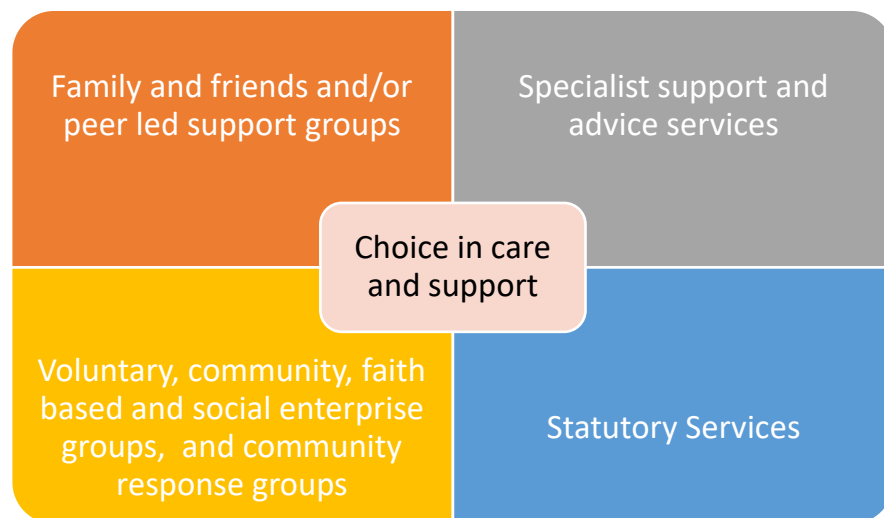 Family and friends and/or
peer led support groups
Specialist support and
advice services
Choice in care
and support
Voluntary, community, faith
based and social enterprise
groups,  and community
response groups
Statutory Services